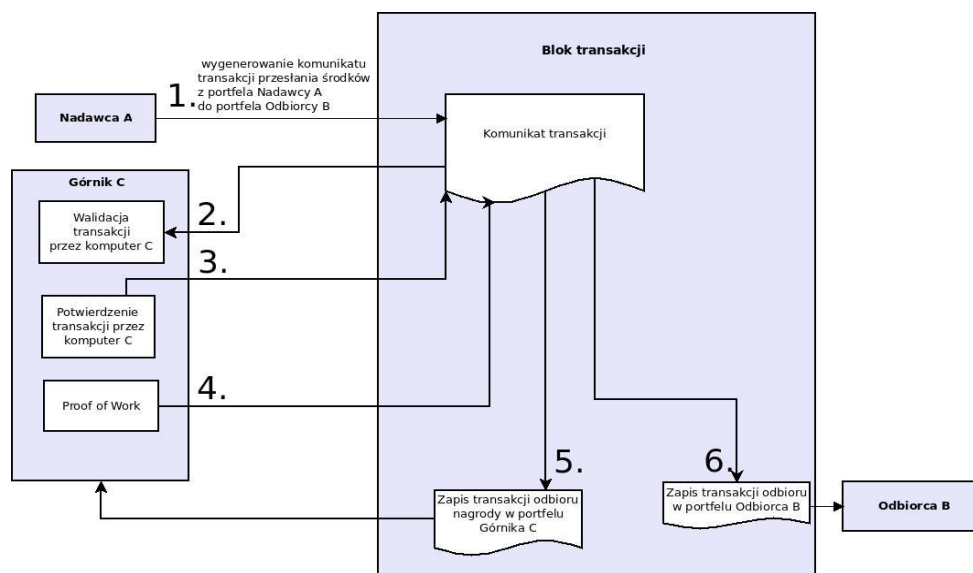 Blok transakcji
1.
wygenerowanie komunikatu
transakcji przesłania środków
z portfela Nadawcy A
do portfela Odbiorcy B
Nadawca A
Komunikat transakcji
Górnik C
Walidacja
transakcji
przez komputer C
2.
3.
Potwierdzenie
transakcji przez
komputer C
Proof of Work
4.
5.
6.
Zapis transakcji odbioru
nagrody w portfelu
Górnika C
Zapis transakcji odbioru
w portfelu Odbiorca B
Odbiorca B